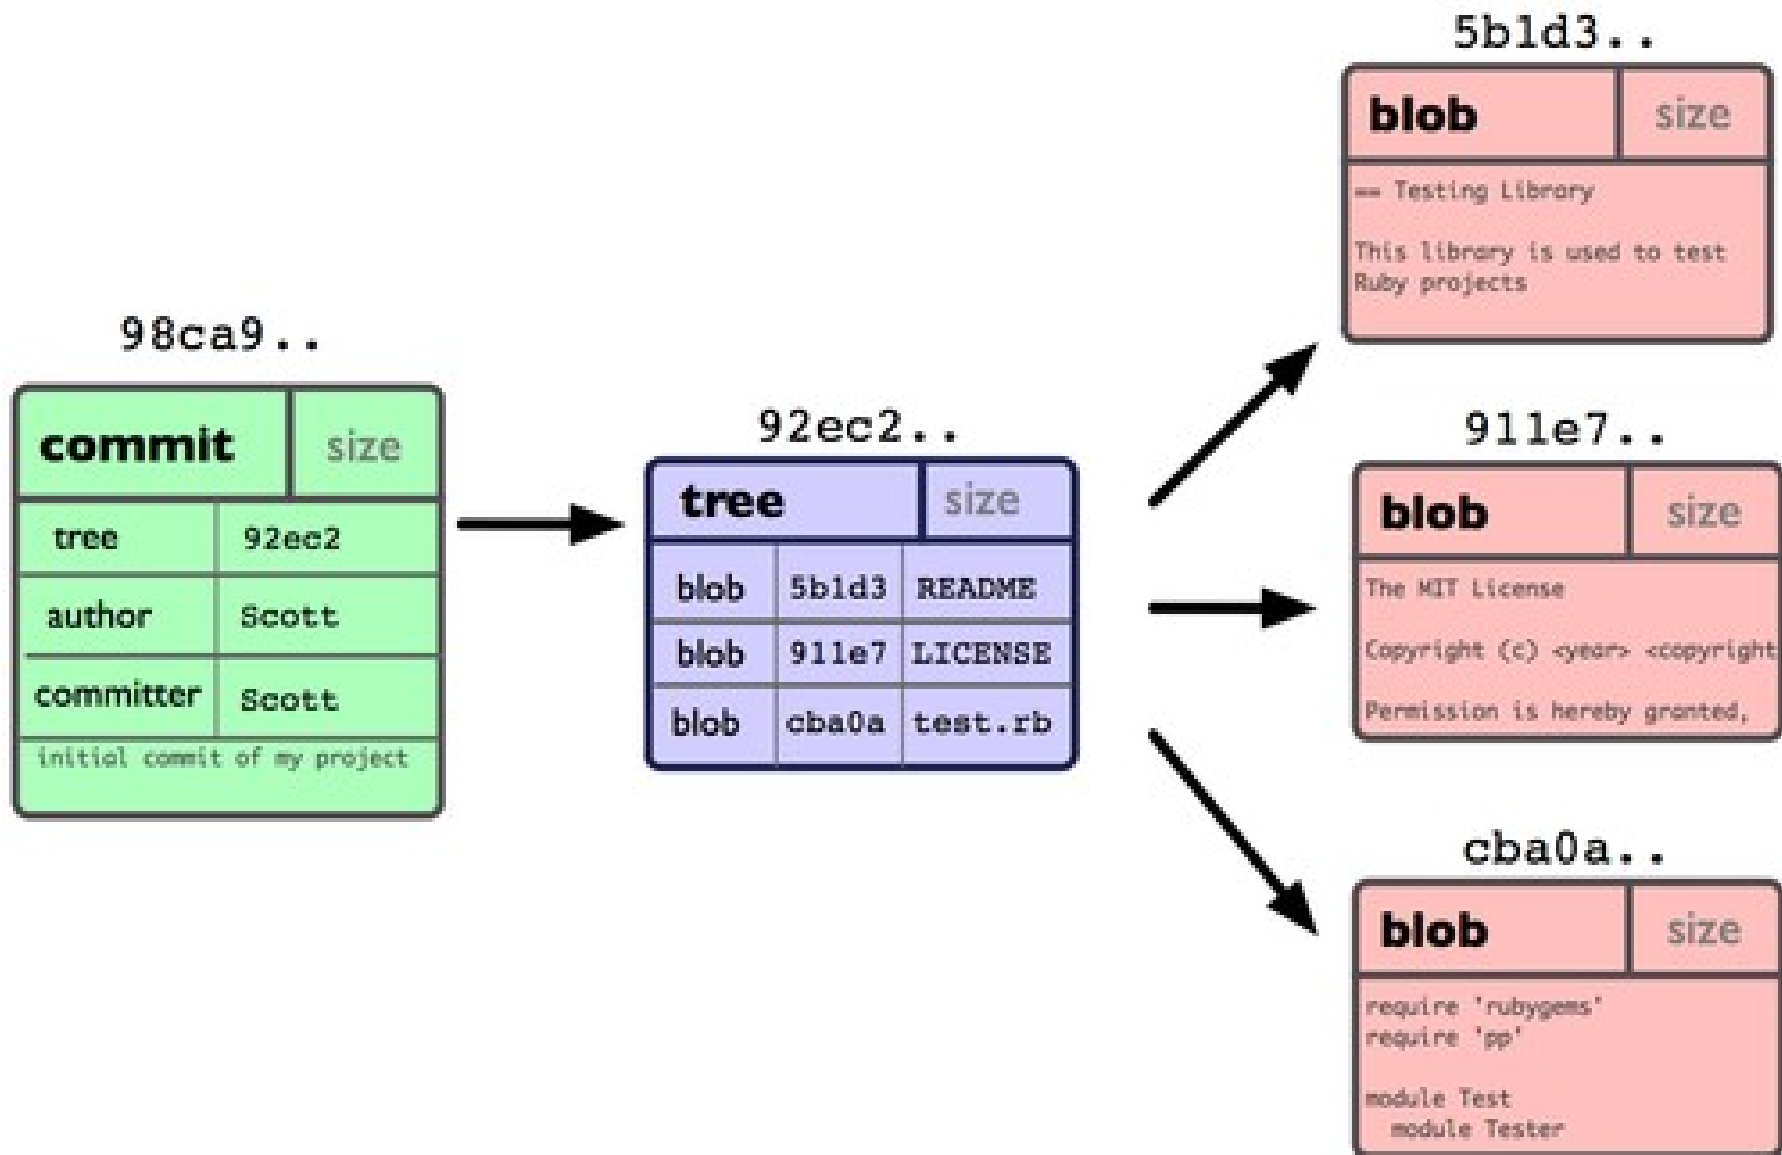 98ca9..
commit size
tree 92ec2
author Scott
committer Scott
initial commit of my project
92ec2..
tree size
blob 5b1d3 README
blob 911e7 LICENSE
blob cba0a test.rb
5b1d3..
blob size
== Testing Library
This library is used to test
Ruby projects
911e7..
blob size
The MIT License
Copyright (c) <year> <copyright
Permission is hereby granted,
cba0a..
blob size
require 'rubygems'
require 'pp'
module Test
module Tester